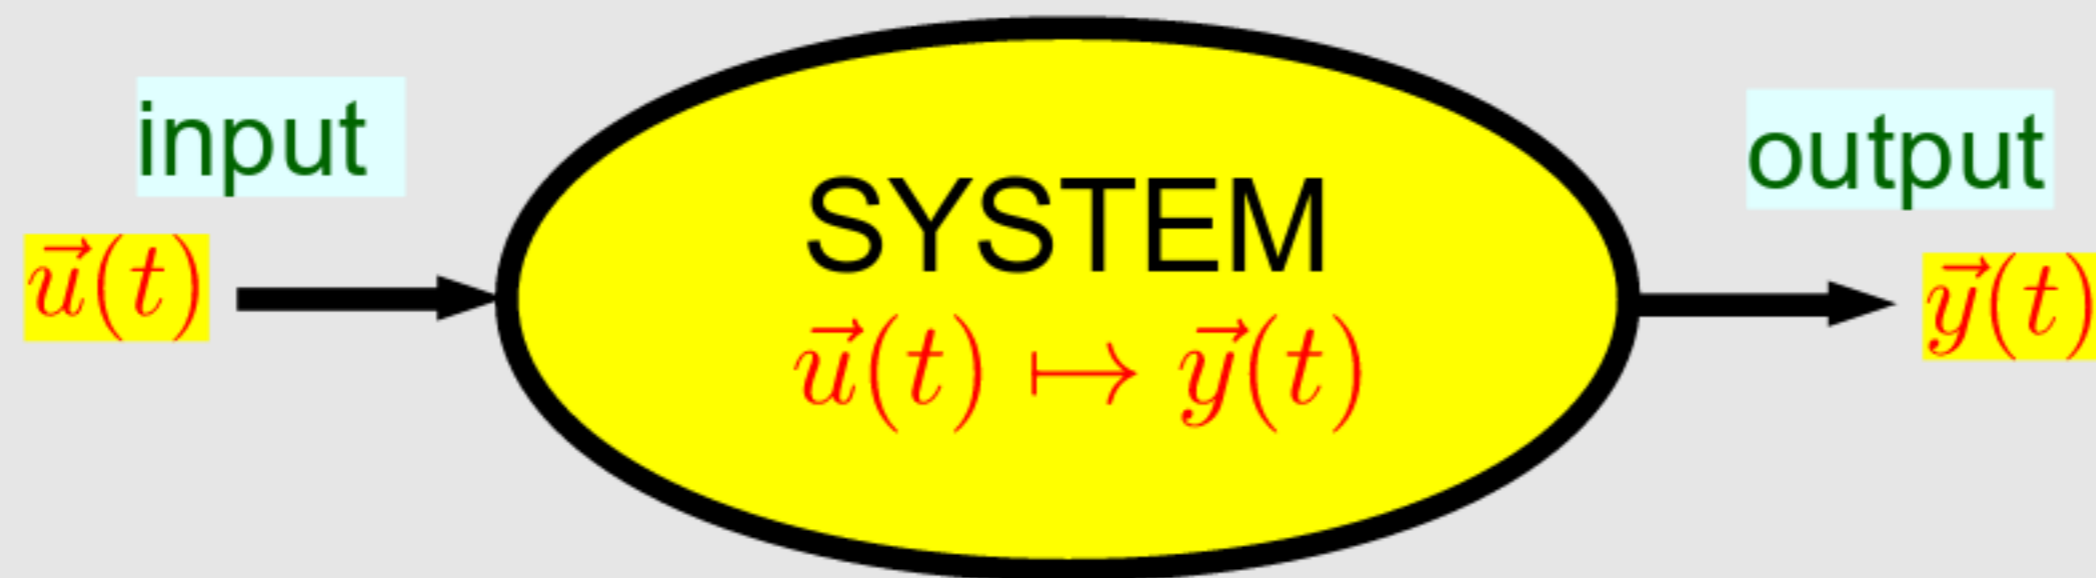 input
u⃗(t)
SYSTEM
u⃗(t) ↦ y⃗(t)
output
y⃗(t)